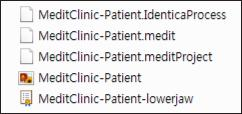 MeditClinic-Patient.IdenticaProcess
MeditClinic-Patient.medit
MeditClinic-Patient.meditProject
MeditClinic-Patient
MeditClinic-Patient-lowerjaw